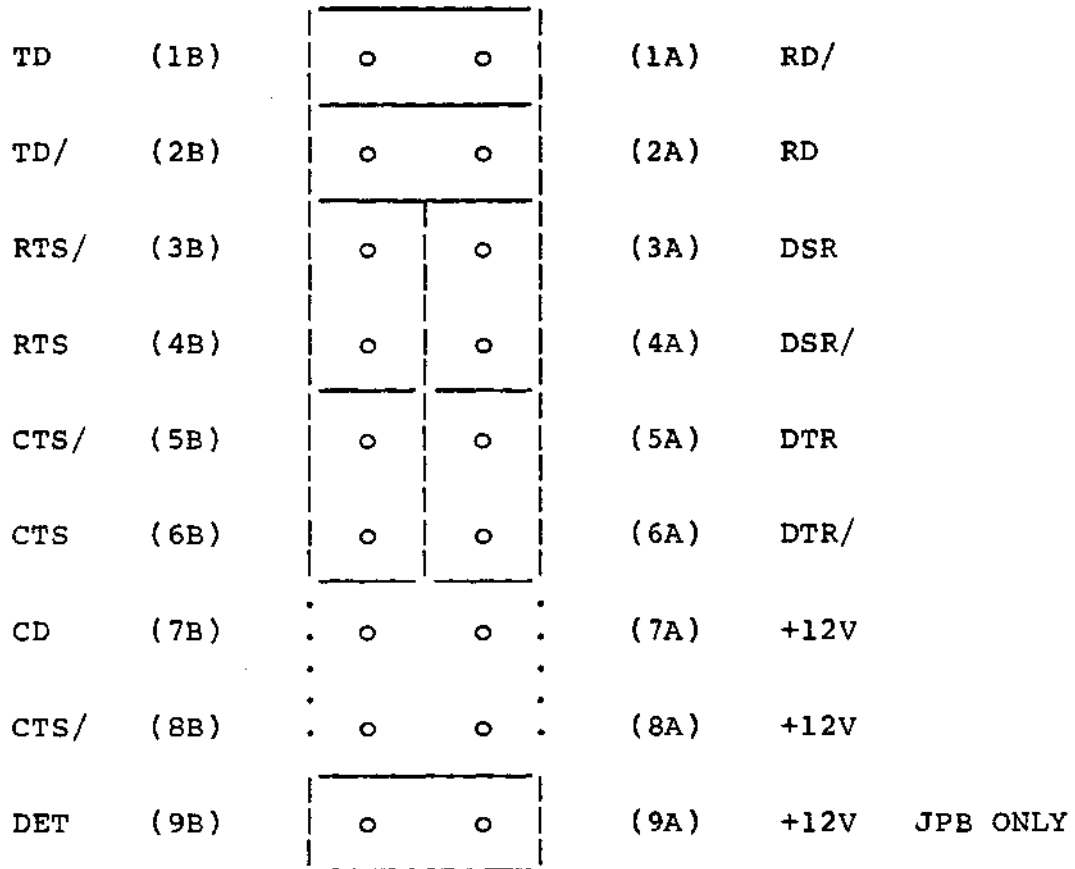 TD (1B) (1A) RD/
TD/ (2B) (2A) RD
RTS/ (3B) (3A) DSR
RTS (4B) (4A) DSR/
CTS/ (5B) (5A) DTR
CTS (6B) (6A) DTR/
CD (7B) (7A) +12V
CTS/ (8B) (8A) +12V
DET (9B) (9A) +12V JPB ONLY